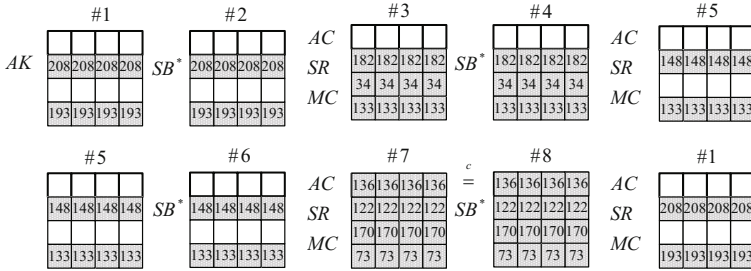 #1 #2 #3 #4 #5
AK SB* AC SR MC SB* AC SR MC
208 208 208 208 208 208 208 208 182 182 182 182 182 182 182 182 148 148 148 148
34 34 34 34 34 34 34 34
193 193 193 193 193 193 193 193 133 133 133 133 133 133 133 133 133 133 133 133
#5 #6 #7 #8 #1
SB* AC SR MC c = SB* AC SR MC
136 136 136 136 136 136 136 136
148 148 148 148 148 148 148 148 122 122 122 122 122 122 122 122 208 208 208 208
170 170 170 170 170 170 170 170
133 133 133 133 133 133 133 133 73 73 73 73 73 73 73 73 193 193 193 193